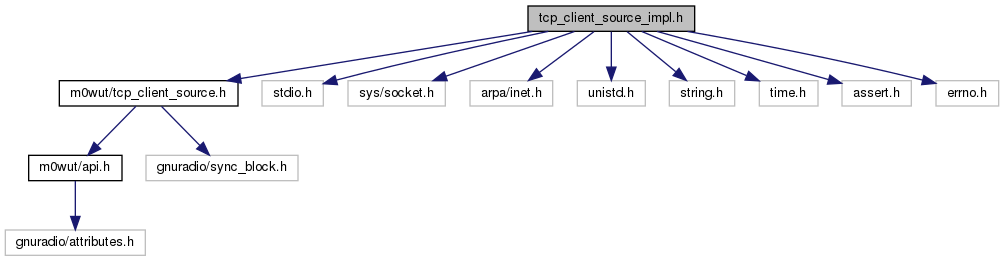 tcp_client_source_impl.h
m0wut/tcp_client_source.h
stdio.h
sys/socket.h
arpa/inet.h
unistd.h
string.h
time.h
assert.h
errno.h
m0wut/api.h
gnuradio/sync_block.h
gnuradio/attributes.h